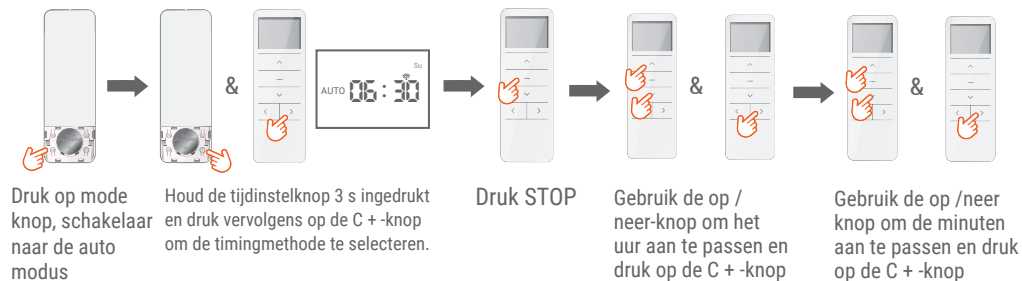 &
Su
AUTO 06:30
&
&
Druk op mode
knop, schakelaar
naar de auto
modus
Houd de tijdinstelknop 3 s ingedrukt
en druk vervolgens op de C + -knop
om de timingmethode te selecteren.
Druk STOP
Gebruik de op /
neer-knop om het
uur aan te passen en
druk op de C + -knop
Gebruik de op /neer
knop om de minuten
aan te passen en druk
op de C + -knop